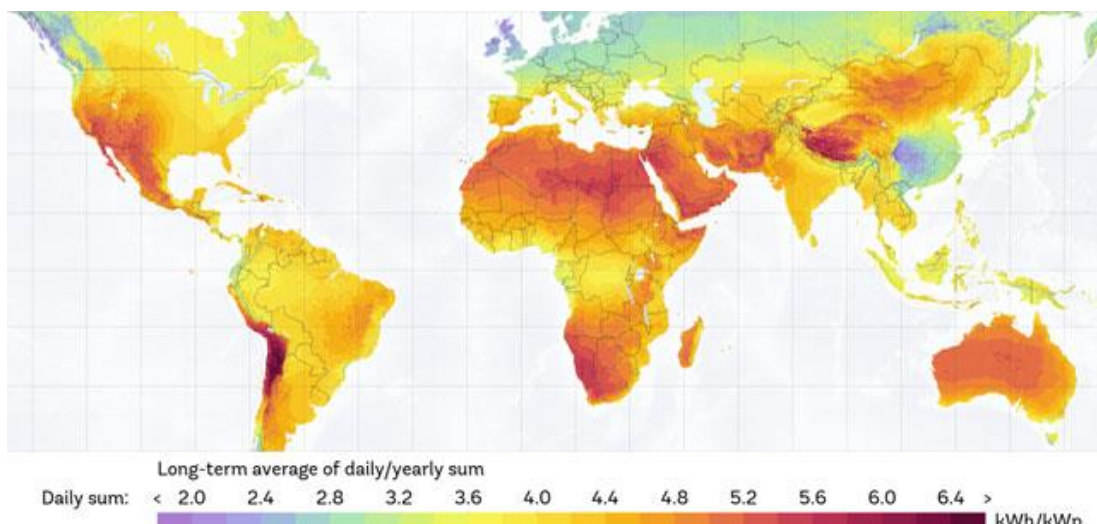 Long-term average of daily/yearly sum
Daily sum: < 2.0 2.4 2.8 3.2 3.6 4.0 4.4 4.8 5.2 5.6 6.0 6.4 >
kWh/kWp